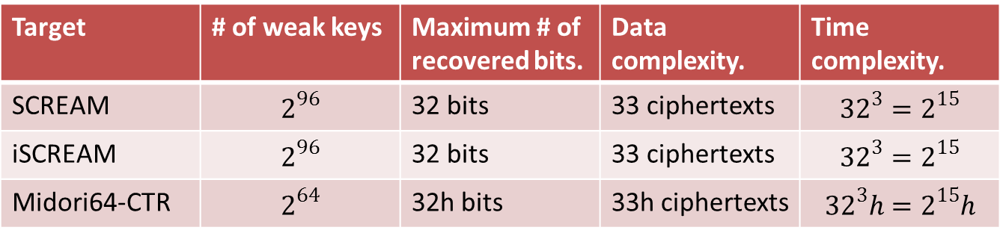 Target # of weak keys Maximum # of recovered bits. Data complexity. Time complexity.
SCREAM 2^96 32 bits 33 ciphertexts 32^3 = 2^15
iSCREAM 2^96 32 bits 33 ciphertexts 32^3 = 2^15
Midori64-CTR 2^64 32h bits 33h ciphertexts 32^3h = 2^15h